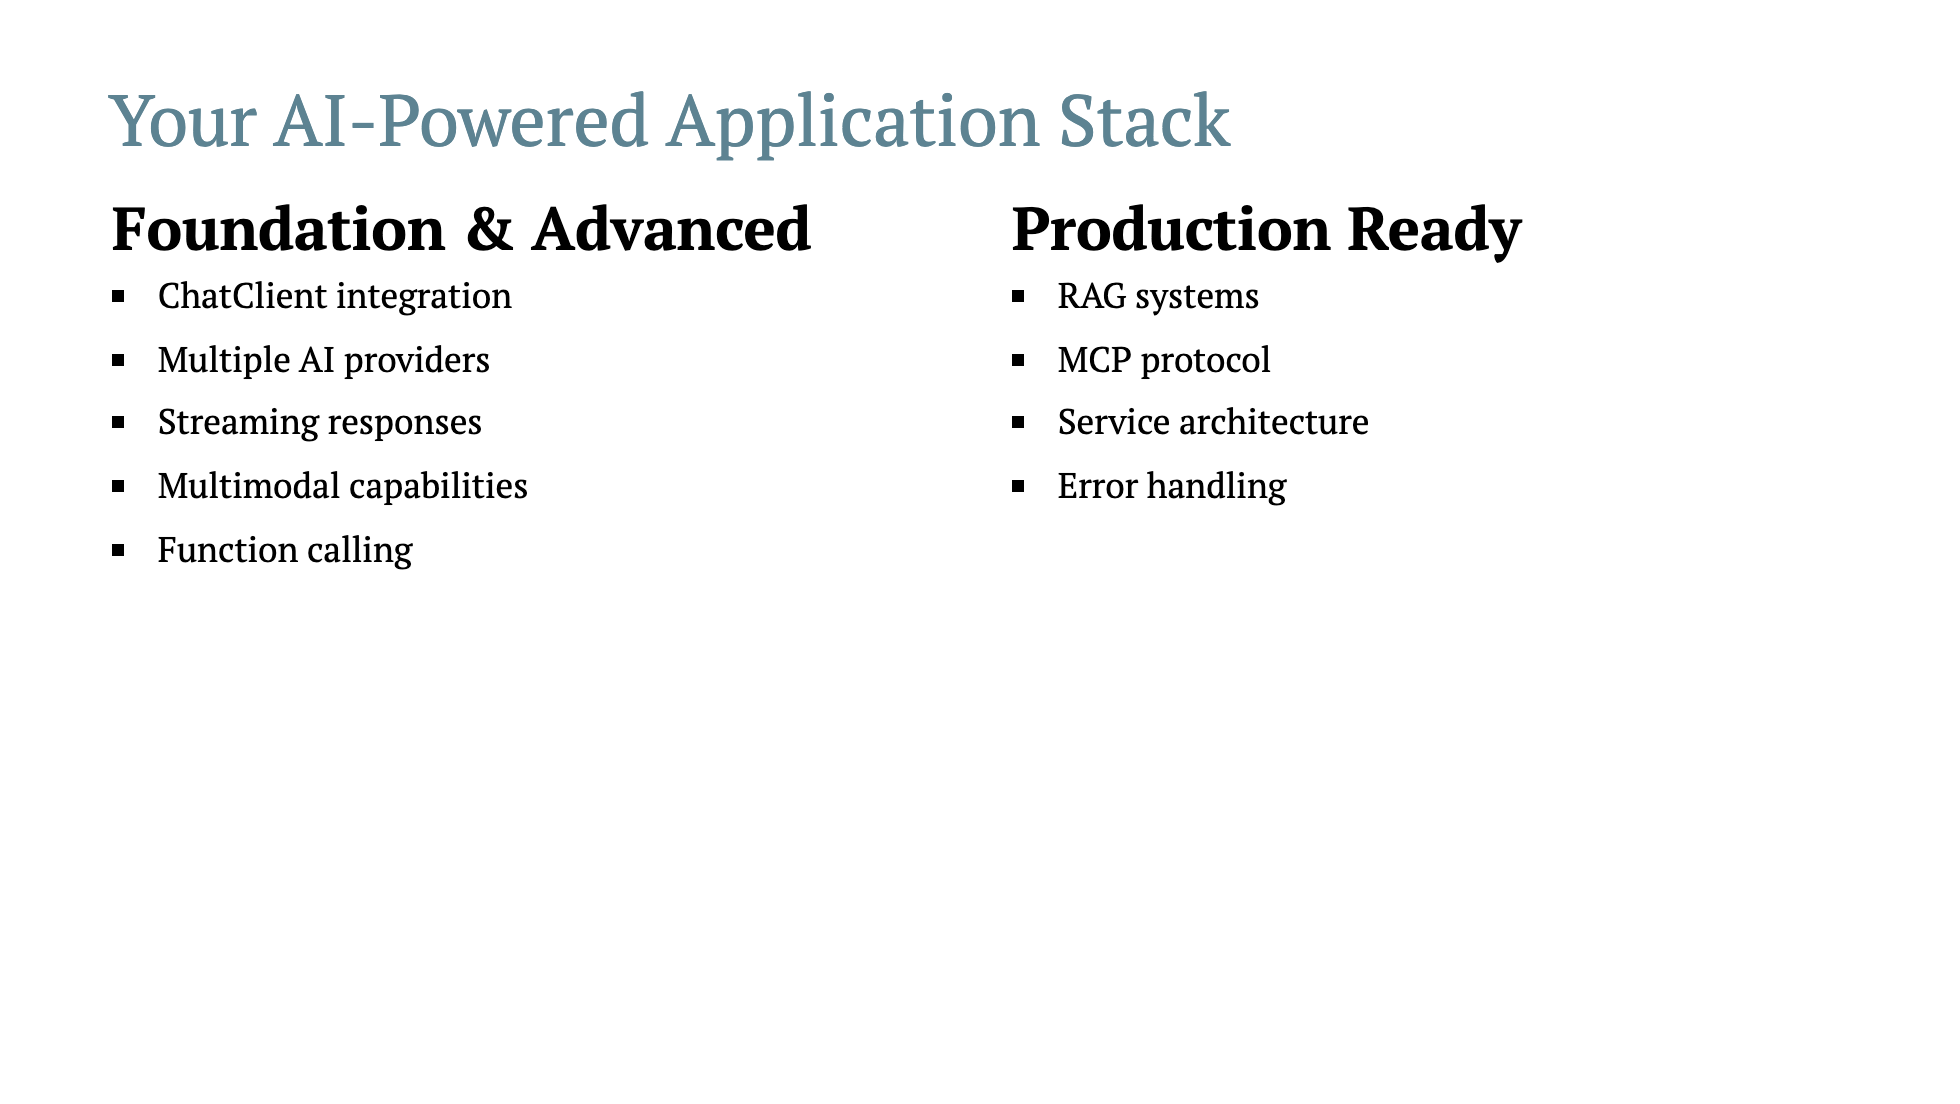 Your AI-Powered Application Stack
Foundation & Advanced
▪ ChatClient integration
▪ Multiple AI providers
▪ Streaming responses
▪ Multimodal capabilities
▪ Function calling
Production Ready
▪ RAG systems
▪ MCP protocol
▪ Service architecture
▪ Error handling